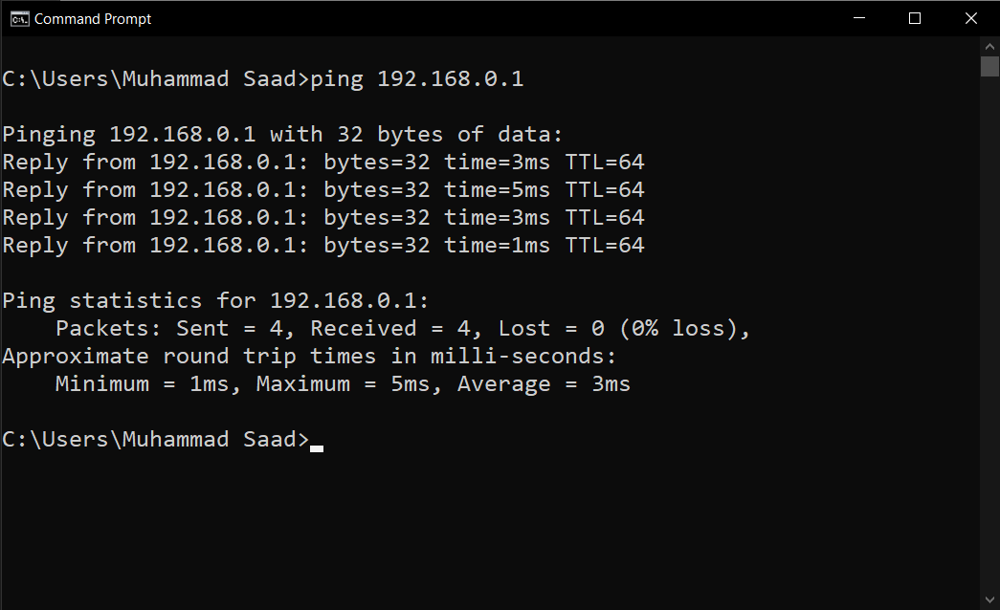 Command Prompt
C:\Users\Muhammad Saad>ping 192.168.0.1
Pinging 192.168.0.1 with 32 bytes of data:
Reply from 192.168.0.1: bytes=32 time=3ms TTL=64
Reply from 192.168.0.1: bytes=32 time=5ms TTL=64
Reply from 192.168.0.1: bytes=32 time=3ms TTL=64
Reply from 192.168.0.1: bytes=32 time=1ms TTL=64
Ping statistics for 192.168.0.1:
    Packets: Sent = 4, Received = 4, Lost = 0 (0% loss),
Approximate round trip times in milli-seconds:
    Minimum = 1ms, Maximum = 5ms, Average = 3ms
C:\Users\Muhammad Saad>